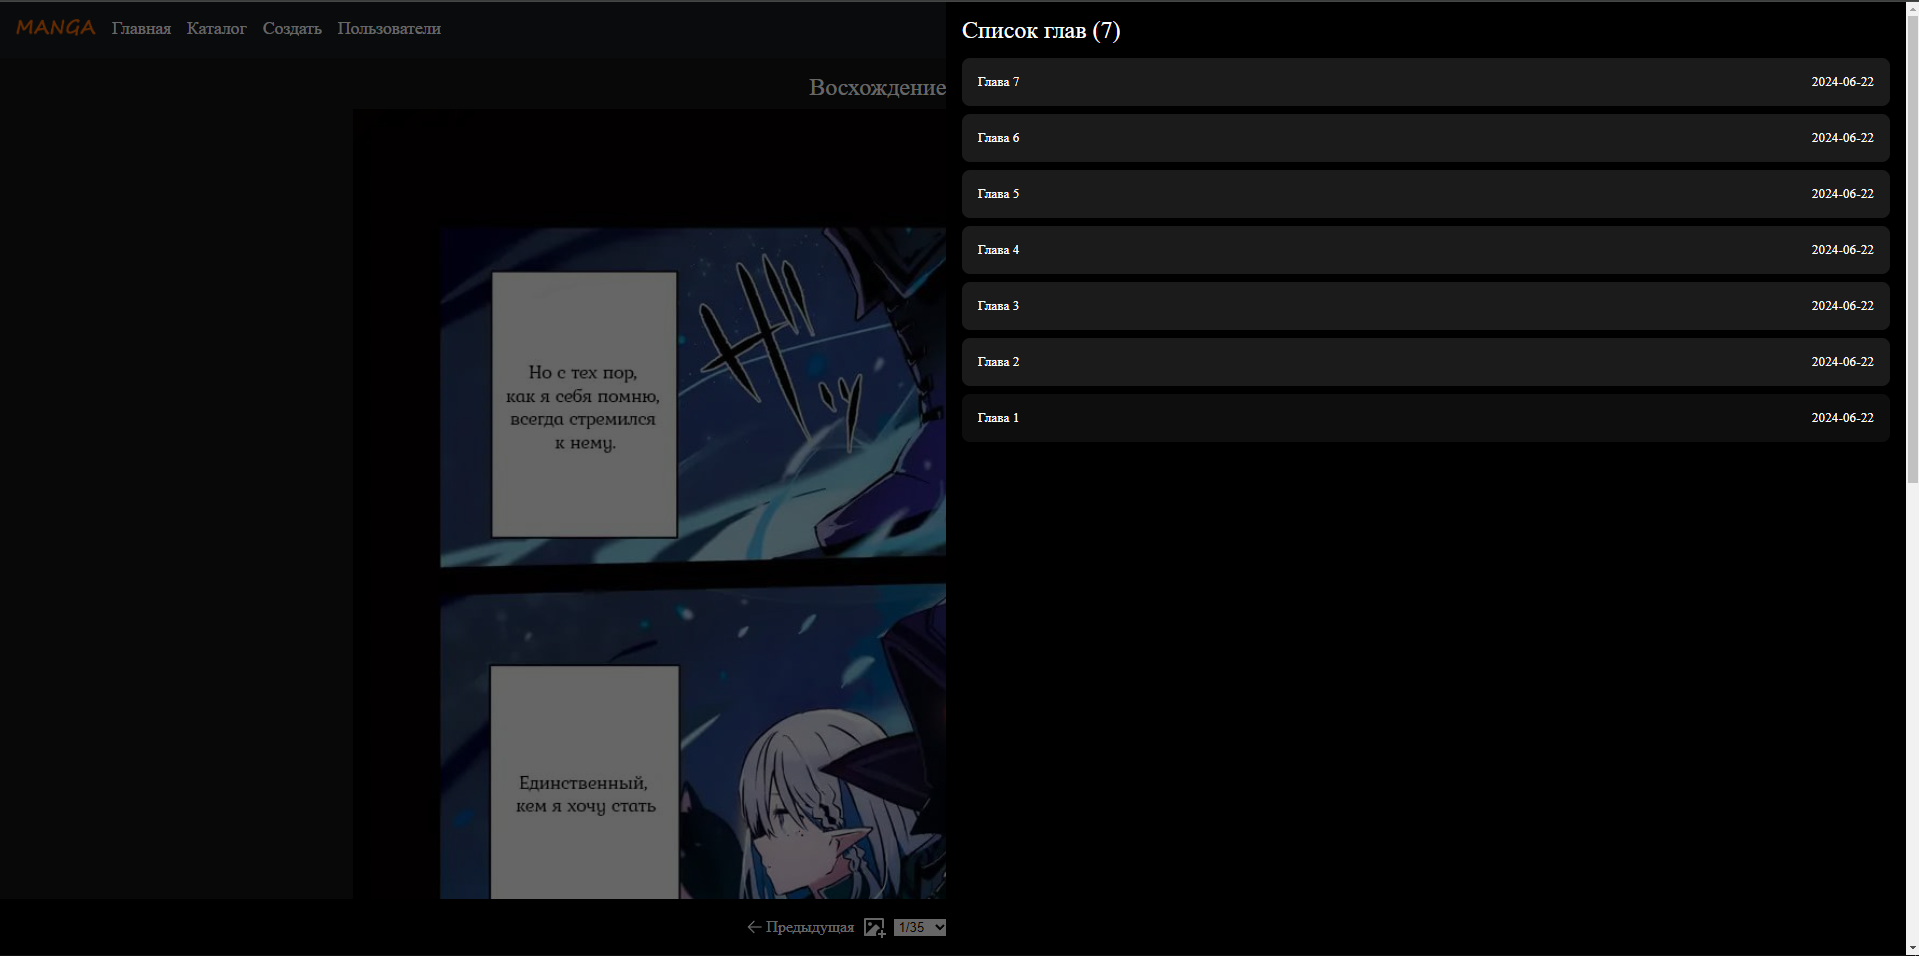 MANGA Главная Каталог Создать Пользователи
Восхождение
Но с тех пор,
как я себя помню,
всегда стремился
к нему.
ガッ
Единственный,
кем я хочу стать
← Предыдущая 1/35
Список глав (7)
Глава 7 2024-06-22
Глава 6 2024-06-22
Глава 5 2024-06-22
Глава 4 2024-06-22
Глава 3 2024-06-22
Глава 2 2024-06-22
Глава 1 2024-06-22